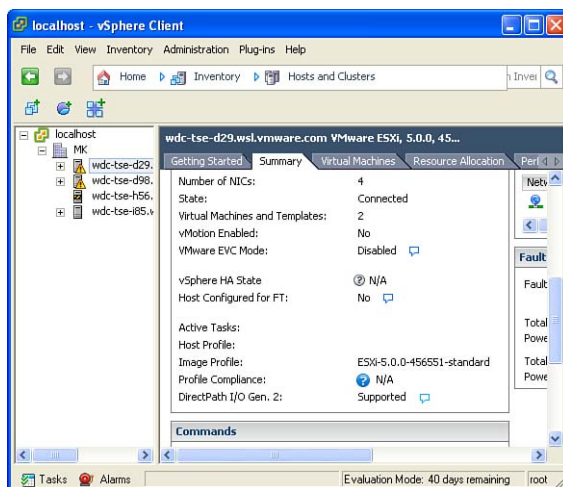 localhost - vSphere Client
File Edit View Inventory Administration Plug-ins Help
Home Inventory Hosts and Clusters
localhost
MK
wdc-tse-d29.
wdc-tse-d98.
wdc-tse-h56.
wdc-tse-i85.
wdc-tse-d29.wsl.vmware.com VMware ESXi, 5.0.0, 45...
Getting Started Summary Virtual Machines Resource Allocation
Number of NICs: 4
State: Connected
Virtual Machines and Templates: 2
vMotion Enabled: No
VMware EVC Mode: Disabled
vSphere HA State N/A
Host Configured for FT: No
Active Tasks:
Host Profile:
Image Profile: ESXi-5.0.0-456551-standard
Profile Compliance: N/A
DirectPath I/O Gen. 2: Supported
Commands
Fault
Fault
Total
Powe
Total
Powe
Tasks Alarms Evaluation Mode: 40 days remaining root